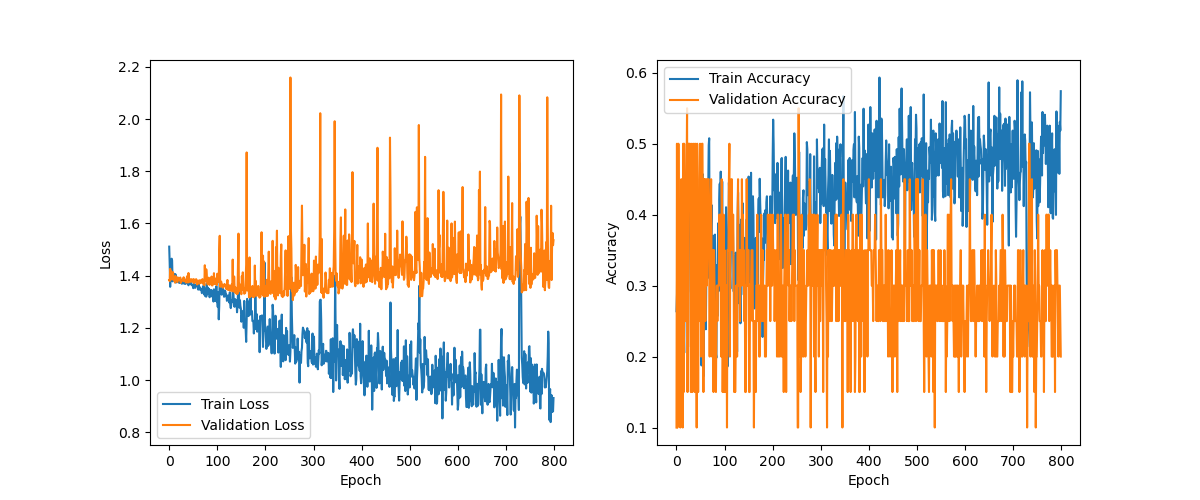 2.2
2.0
1.8
1.6
1.4
1.2
1.0
0.8
Loss
Train Loss
Validation Loss
0 100 200 300 400 500 600 700 800
Epoch
0.6
0.5
0.4
0.3
0.2
0.1
Accuracy
Train Accuracy
Validation Accuracy
0 100 200 300 400 500 600 700 800
Epoch